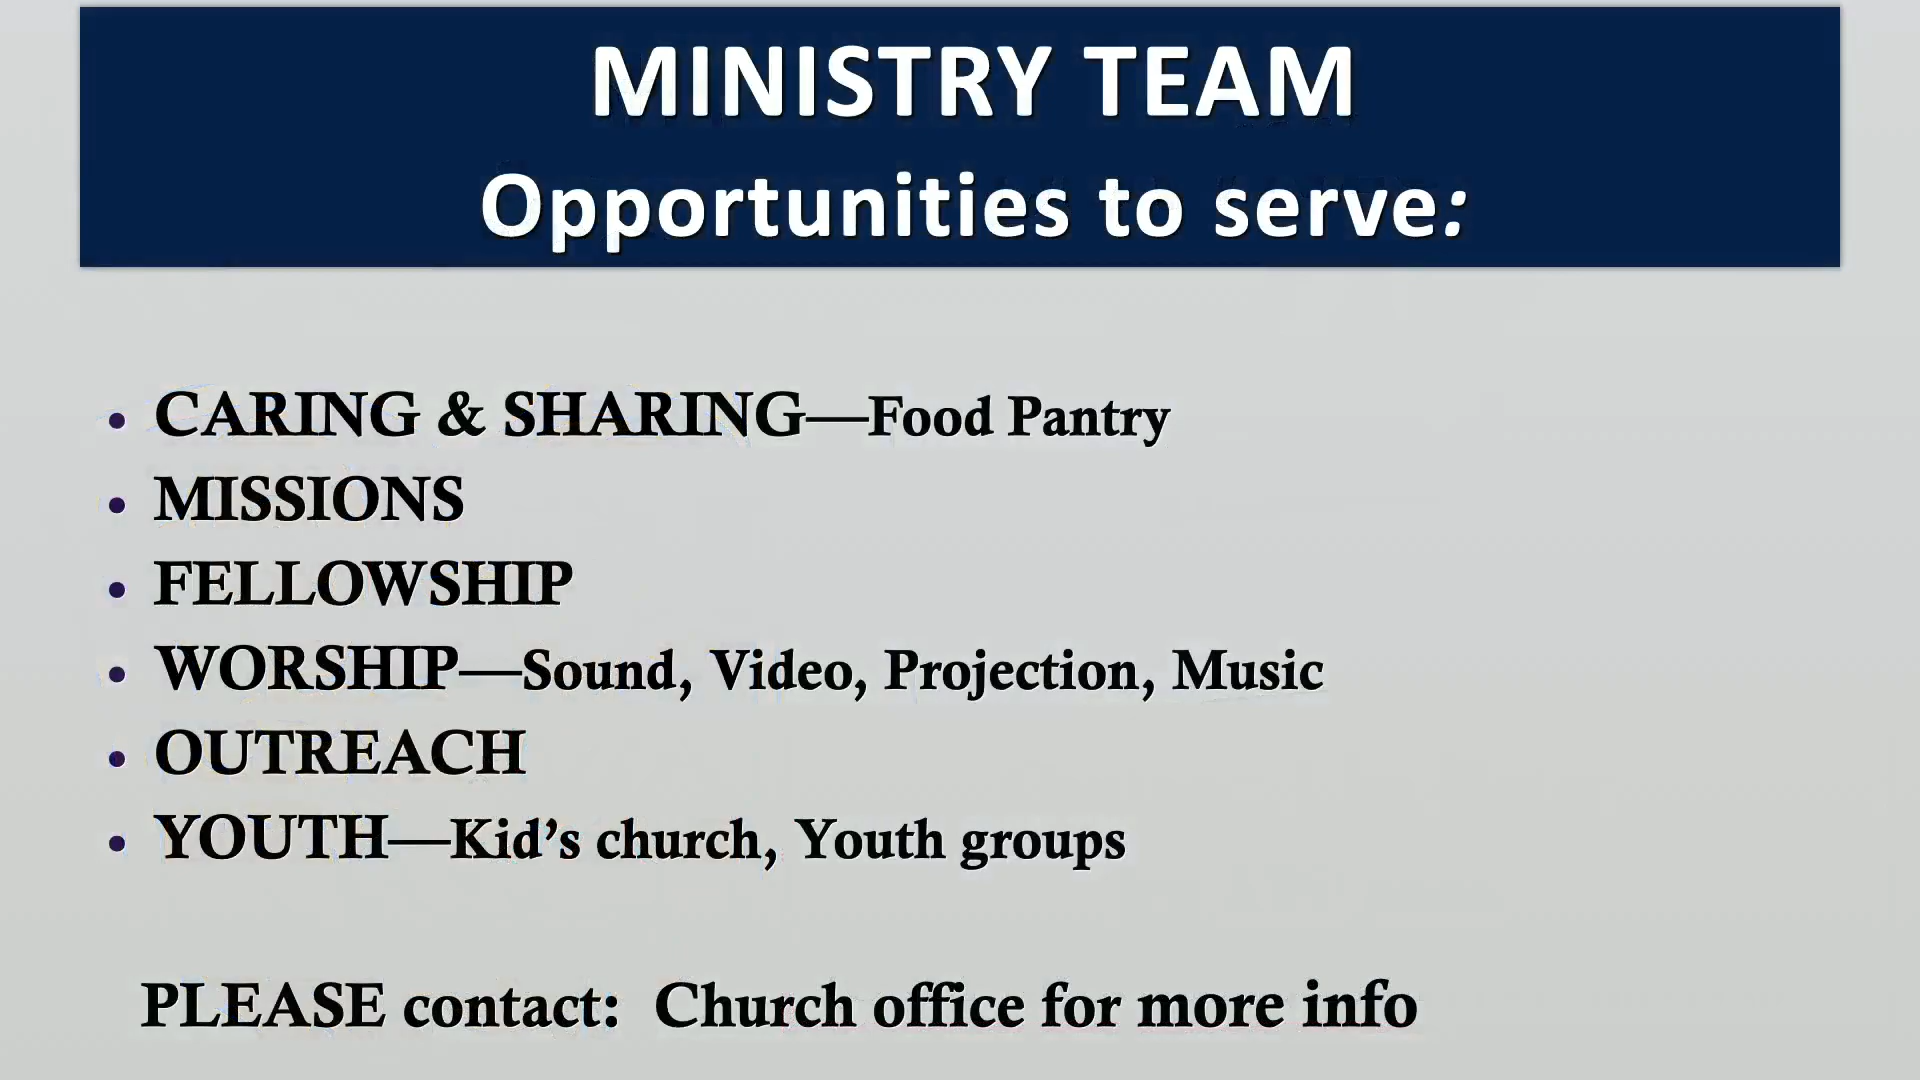 MINISTRY TEAM
Opportunities to serve:
• CARING & SHARING—Food Pantry
• MISSIONS
• FELLOWSHIP
• WORSHIP—Sound, Video, Projection, Music
• OUTREACH
• YOUTH—Kid’s church, Youth groups
PLEASE contact:  Church office for more info